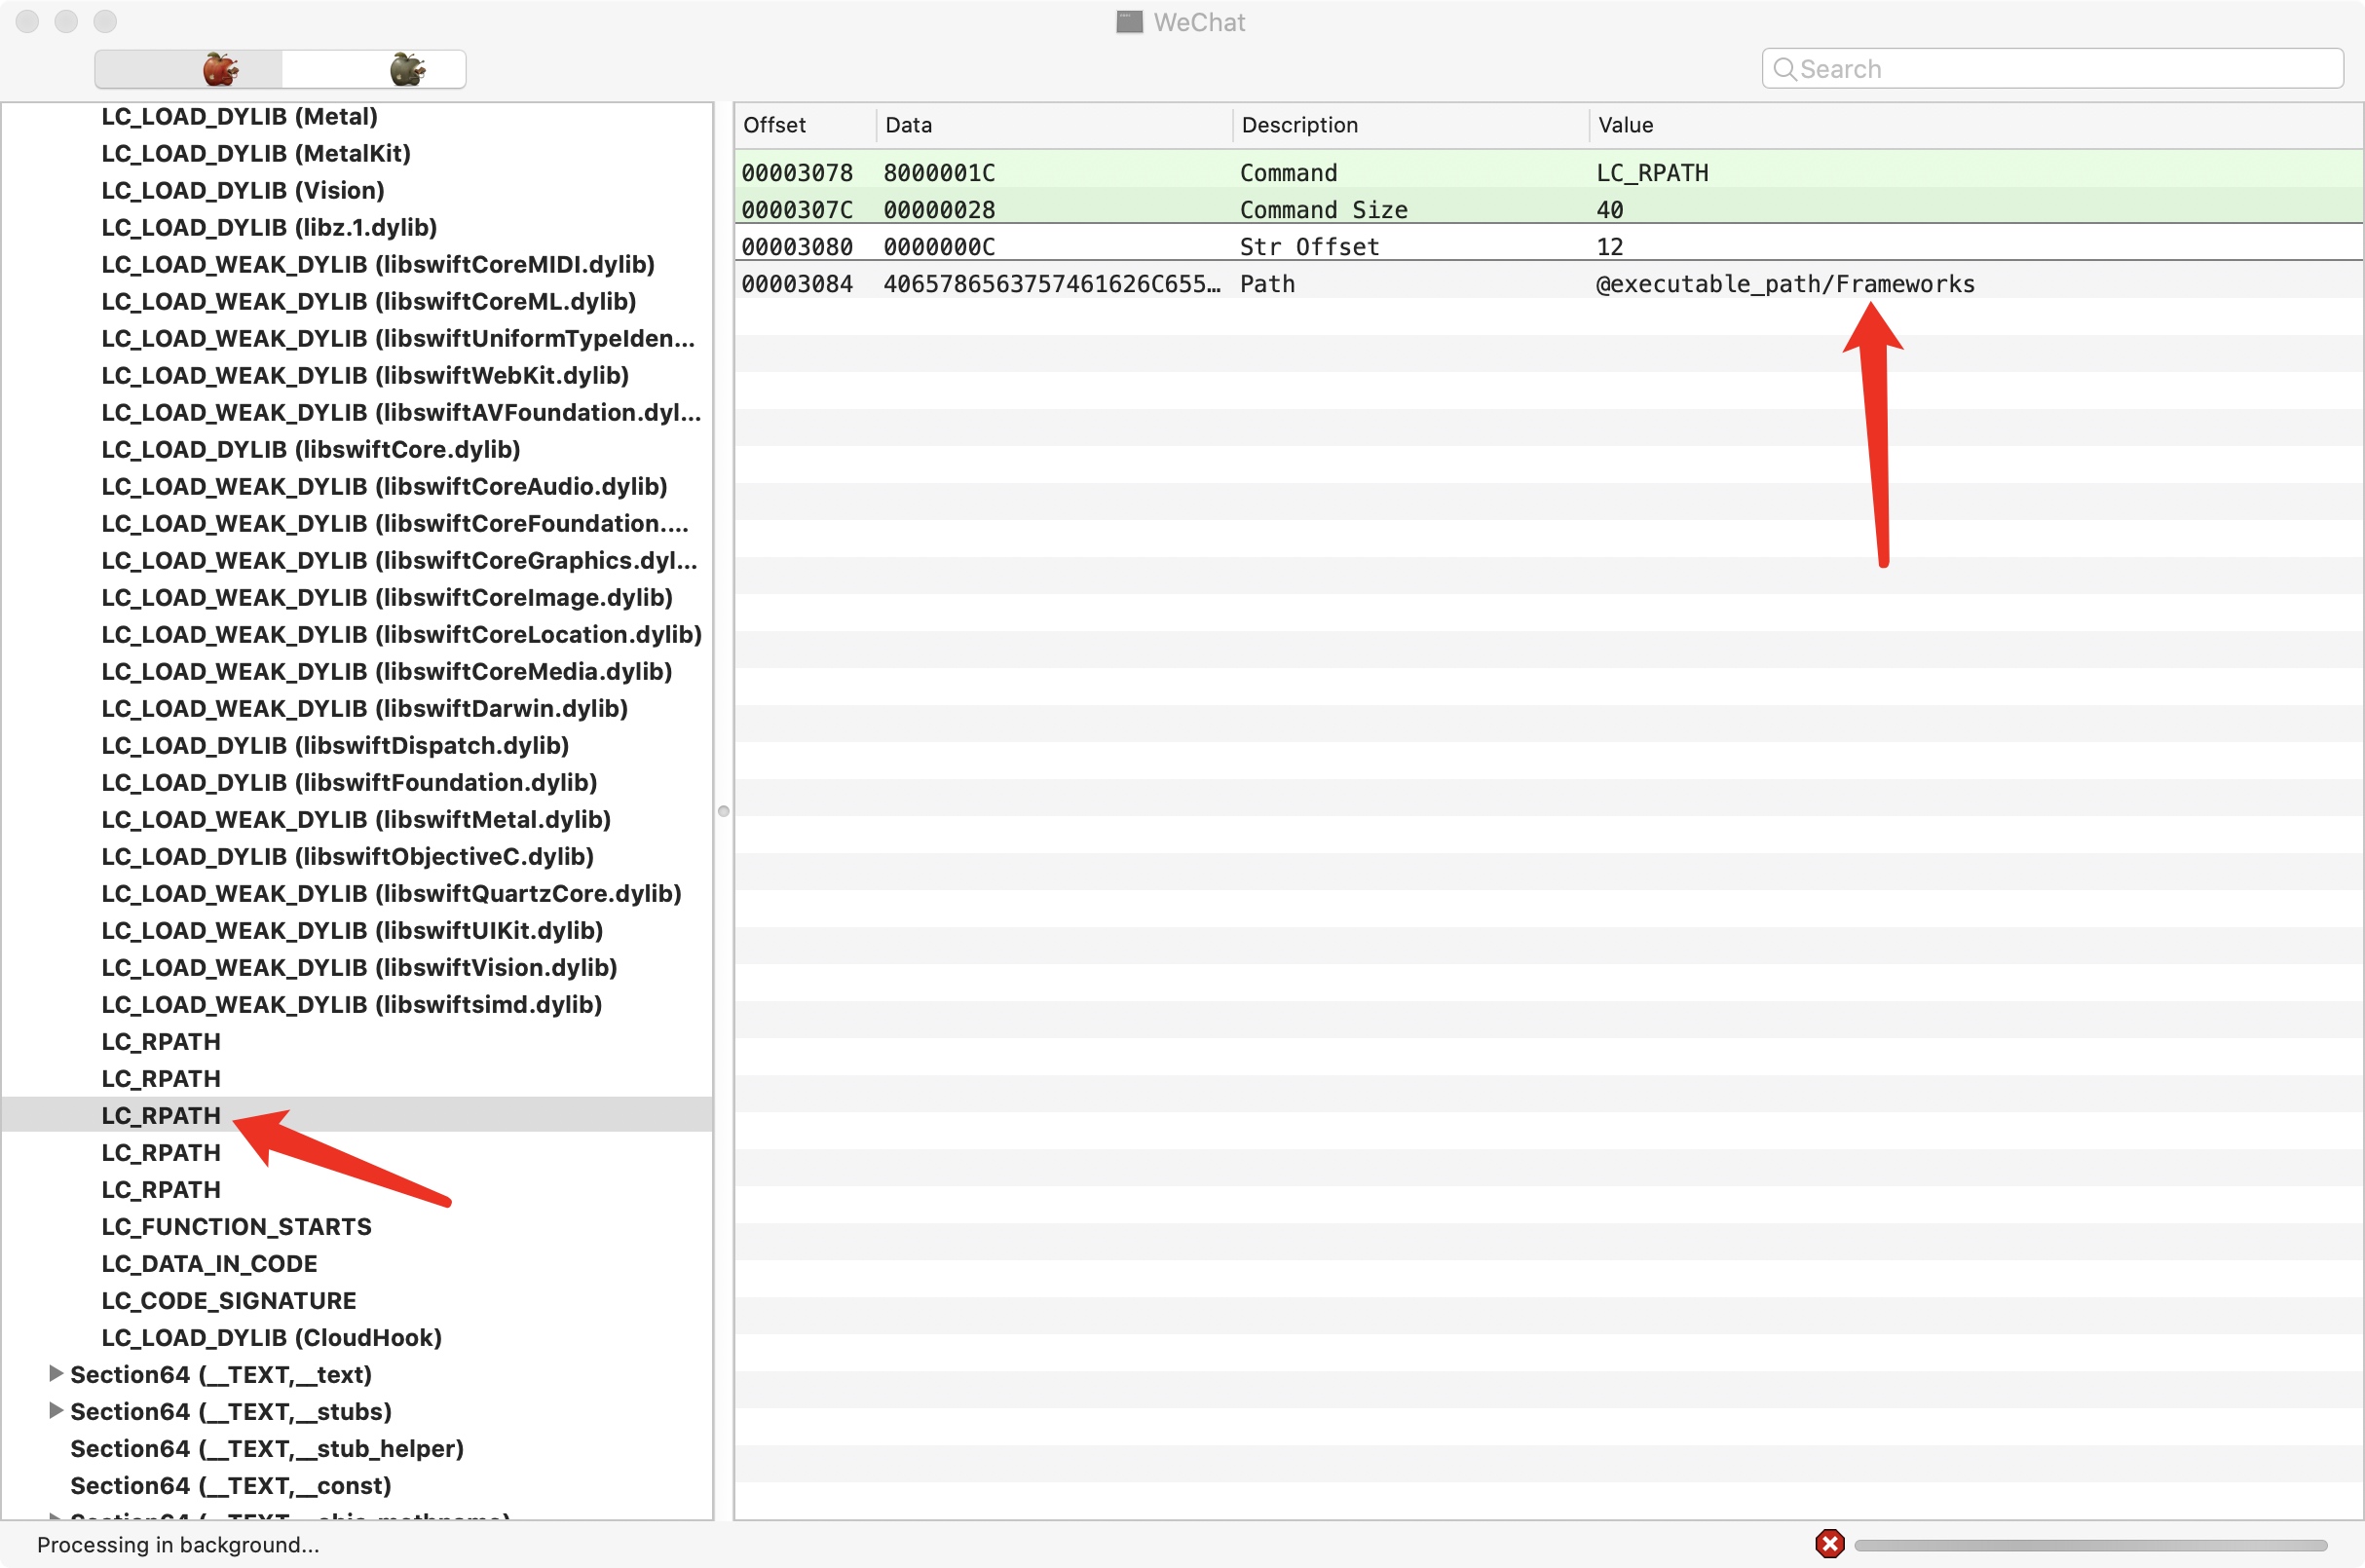 WeChat
Search
LC_LOAD_DYLIB (Metal)
LC_LOAD_DYLIB (MetalKit)
LC_LOAD_DYLIB (Vision)
LC_LOAD_DYLIB (libz.1.dylib)
LC_LOAD_WEAK_DYLIB (libswiftCoreMIDI.dylib)
LC_LOAD_WEAK_DYLIB (libswiftCoreML.dylib)
LC_LOAD_WEAK_DYLIB (libswiftUniformTypeIden...
LC_LOAD_WEAK_DYLIB (libswiftWebKit.dylib)
LC_LOAD_WEAK_DYLIB (libswiftAVFoundation.dyl...
LC_LOAD_DYLIB (libswiftCore.dylib)
LC_LOAD_WEAK_DYLIB (libswiftCoreAudio.dylib)
LC_LOAD_WEAK_DYLIB (libswiftCoreFoundation....
LC_LOAD_WEAK_DYLIB (libswiftCoreGraphics.dyl...
LC_LOAD_WEAK_DYLIB (libswiftCoreImage.dylib)
LC_LOAD_WEAK_DYLIB (libswiftCoreLocation.dylib)
LC_LOAD_WEAK_DYLIB (libswiftCoreMedia.dylib)
LC_LOAD_WEAK_DYLIB (libswiftDarwin.dylib)
LC_LOAD_DYLIB (libswiftDispatch.dylib)
LC_LOAD_DYLIB (libswiftFoundation.dylib)
LC_LOAD_WEAK_DYLIB (libswiftMetal.dylib)
LC_LOAD_DYLIB (libswiftObjectiveC.dylib)
LC_LOAD_WEAK_DYLIB (libswiftQuartzCore.dylib)
LC_LOAD_WEAK_DYLIB (libswiftUIKit.dylib)
LC_LOAD_WEAK_DYLIB (libswiftVision.dylib)
LC_LOAD_WEAK_DYLIB (libswiftsimd.dylib)
LC_RPATH
LC_RPATH
LC_RPATH
LC_RPATH
LC_RPATH
LC_FUNCTION_STARTS
LC_DATA_IN_CODE
LC_CODE_SIGNATURE
LC_LOAD_DYLIB (CloudHook)
Section64 (__TEXT,__text)
Section64 (__TEXT,__stubs)
Section64 (__TEXT,__stub_helper)
Section64 (__TEXT,__const)
Offset Data Description Value
00003078 8000001C Command LC_RPATH
0000307C 00000028 Command Size 40
00003080 0000000C Str Offset 12
00003084 4065786563757461626C655… Path @executable_path/Frameworks
Processing in background...